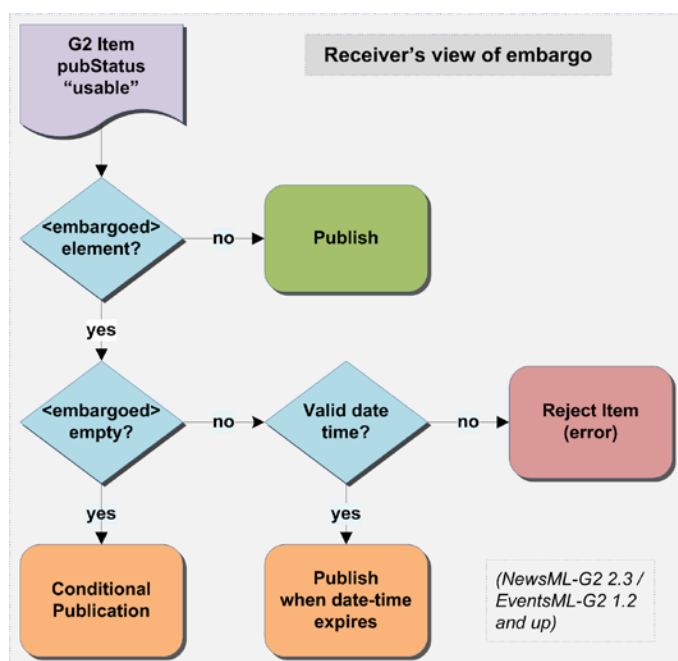 G2 Item
pubStatus
“usable”
Receiver’s view of embargo
<embargoed>
element?
no
Publish
yes
<embargoed>
empty?
no
Valid date
time?
no
Reject Item
(error)
yes
yes
Conditional
Publication
Publish
when date-time
expires
(NewsML-G2 2.3 /
EventsML-G2 1.2
and up)